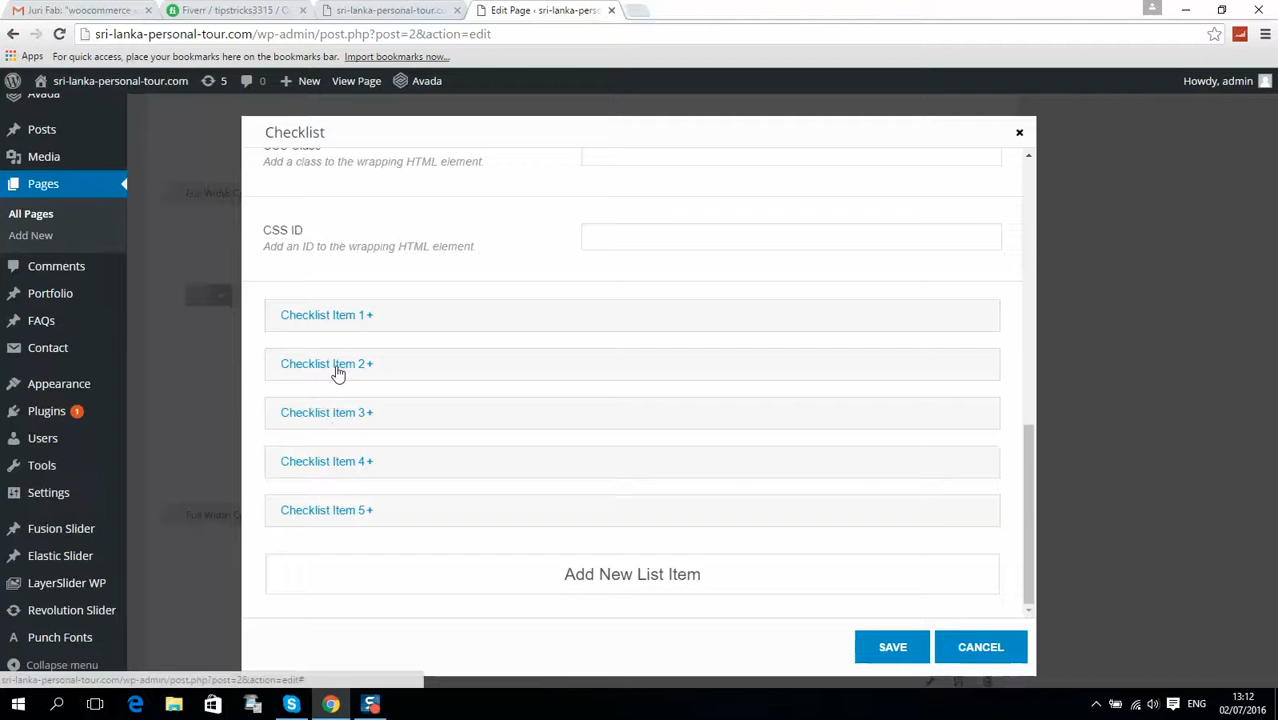 Juri Fab: "woocommerce
Fiverr / tipstricks3315 / C
sri-lanka-personal-tour.c
Edit Page ‹ sri-lanka-pers
sri-lanka-personal-tour.com/wp-admin/post.php?post=2&action=edit
Apps For quick access, place your bookmarks here on the bookmarks bar. Import bookmarks now...
sri-lanka-personal-tour.com 5 0 New View Page Avada Howdy, admin
Avada
Posts
Media
Pages
All Pages
Add New
Comments
Portfolio
FAQs
Contact
Appearance
Plugins 1
Users
Tools
Settings
Fusion Slider
Elastic Slider
LayerSlider WP
Revolution Slider
Punch Fonts
Collapse menu
Checklist
CSS Class
Add a class to the wrapping HTML element.
CSS ID
Add an ID to the wrapping HTML element.
Checklist Item 1 +
Checklist Item 2 +
Checklist Item 3 +
Checklist Item 4 +
Checklist Item 5 +
Add New List Item
SAVE CANCEL
sri-lanka-personal-tour.com/wp-admin/post.php?post=2&action=edit#
ENG
13:12
02/07/2016